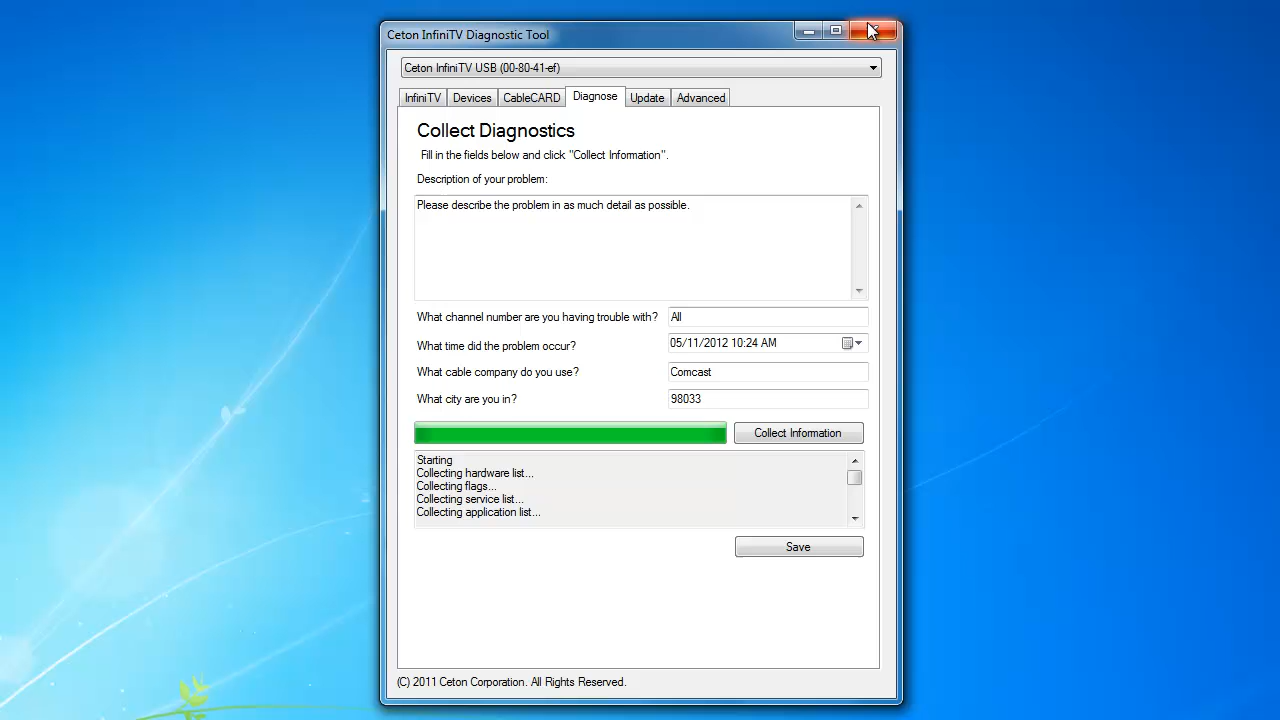 Ceton InfiniTV Diagnostic Tool
Ceton InfiniTV USB (00-80-41-ef)
InfiniTV Devices CableCARD Diagnose Update Advanced
Collect Diagnostics
Fill in the fields below and click "Collect Information".
Description of your problem:
Please describe the problem in as much detail as possible.
What channel number are you having trouble with? All
What time did the problem occur? 05/11/2012 10:24 AM
What cable company do you use? Comcast
What city are you in? 98033
Collect Information
Starting
Collecting hardware list...
Collecting flags...
Collecting service list...
Collecting application list...
Save
(C) 2011 Ceton Corporation. All Rights Reserved.